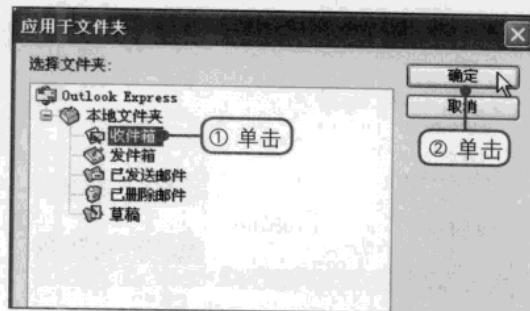 应用于文件夹
选择文件夹:
Outlook Express
本地文件夹
收件箱
发件箱
已发送邮件
已删除邮件
草稿
① 单击
确定
取消
② 单击